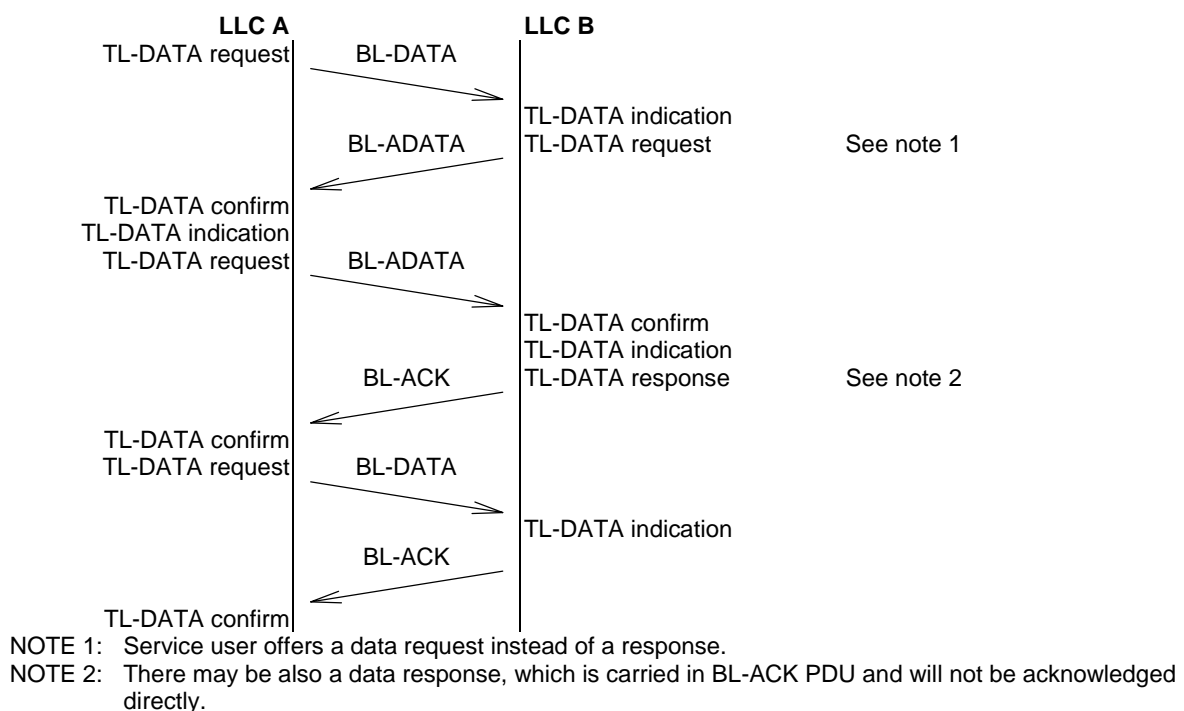 LLC A LLC B
TL-DATA request BL-DATA
TL-DATA indication
BL-ADATA TL-DATA request See note 1
TL-DATA confirm
TL-DATA indication
TL-DATA request BL-ADATA
TL-DATA confirm
TL-DATA indication
BL-ACK TL-DATA response See note 2
TL-DATA confirm
TL-DATA request BL-DATA
TL-DATA indication
BL-ACK
TL-DATA confirm
NOTE 1: Service user offers a data request instead of a response.
NOTE 2: There may be also a data response, which is carried in BL-ACK PDU and will not be acknowledged
directly.